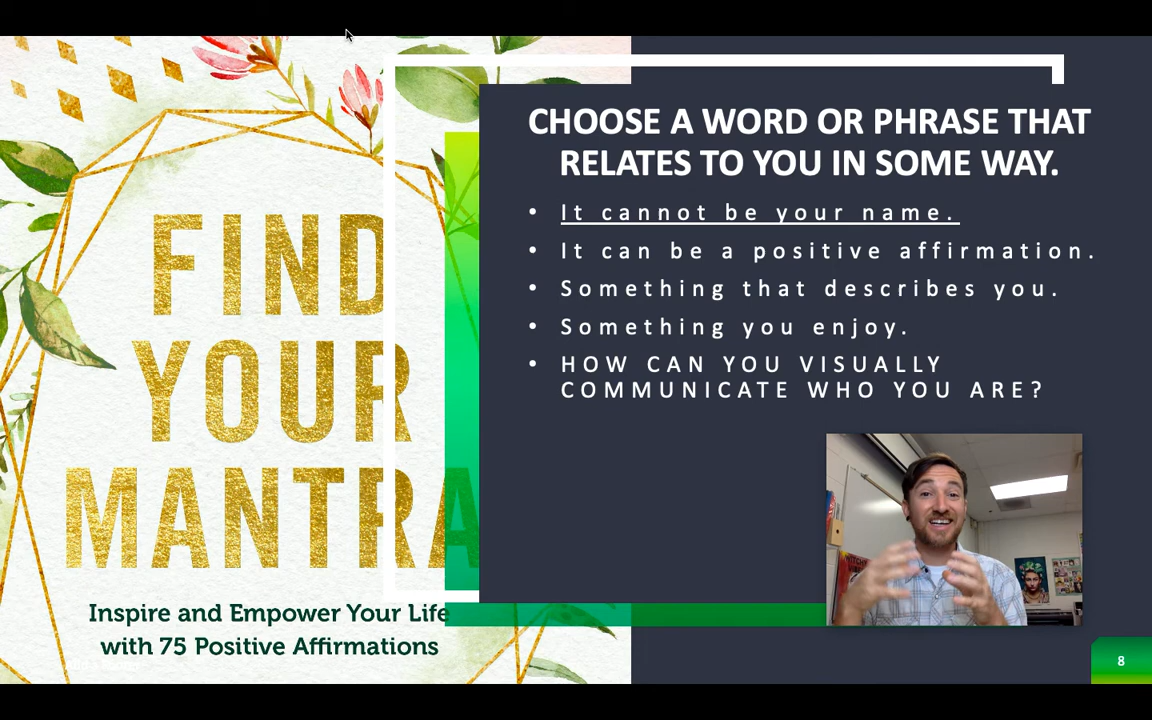 FIND
YOUR
MANTRA
Inspire and Empower Your Life
with 75 Positive Affirmations
CHOOSE A WORD OR PHRASE THAT
RELATES TO YOU IN SOME WAY.
• It cannot be your name.
• It can be a positive affirmation.
• Something that describes you.
• Something you enjoy.
• HOW CAN YOU VISUALLY
COMMUNICATE WHO YOU ARE?
8